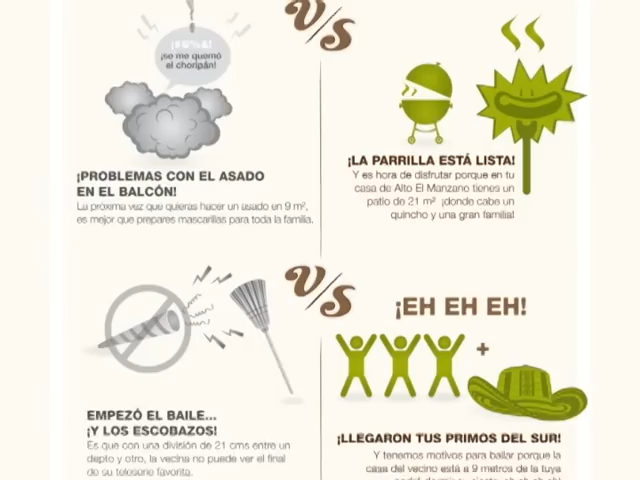 V/S
¡#@%&!
¡se me quemó
el choripán!
¡PROBLEMAS CON EL ASADO
EN EL BALCÓN!
La próxima vez que quieras hacer un asado en 9 m²,
es mejor que prepares mascarillas para toda la familia.
¡LA PARRILLA ESTÁ LISTA!
Y es hora de disfrutar porque en tu
casa de Alto El Manzano tienes un
patio de 21 m² ¡donde cabe un
quincho y una gran familia!
V/S
EMPEZÓ EL BAILE...
¡Y LOS ESCOBAZOS!
Es que con una división de 21 cms entre un
depto y otro, la vecina no puede ver el final
de su teleserie favorita.
¡EH EH EH!
+
¡LLEGARON TUS PRIMOS DEL SUR!
Y tenemos motivos para bailar porque la
casa del vecino está a 9 metros de la tuya